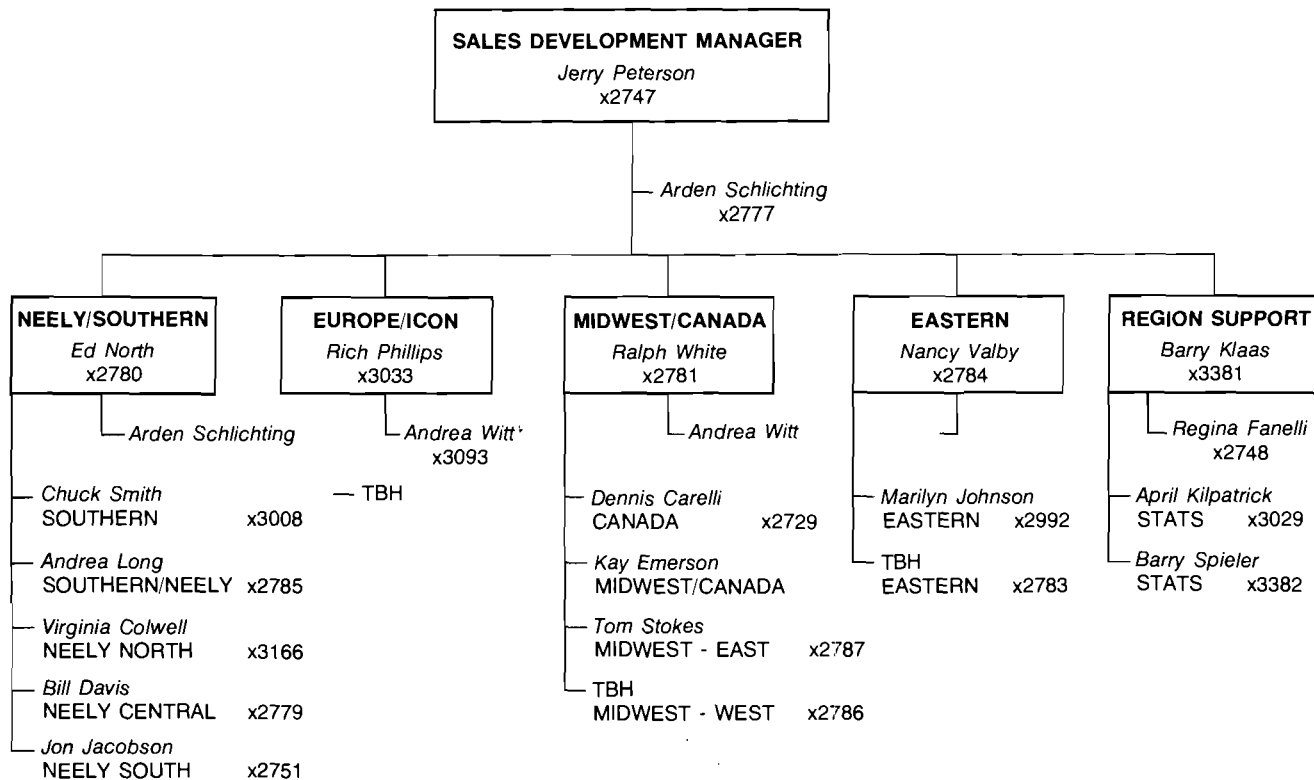 SALES DEVELOPMENT MANAGER
Jerry Peterson
x2747
Arden Schlichting
x2777
NEELY/SOUTHERN
Ed North
x2780
Arden Schlichting
Chuck Smith
SOUTHERN x3008
Andrea Long
SOUTHERN/NEELY x2785
Virginia Colwell
NEELY NORTH x3166
Bill Davis
NEELY CENTRAL x2779
Jon Jacobson
NEELY SOUTH x2751
EUROPE/ICON
Rich Phillips
x3033
Andrea Witt
x3093
TBH
MIDWEST/CANADA
Ralph White
x2781
Andrea Witt
Dennis Carelli
CANADA x2729
Kay Emerson
MIDWEST/CANADA
Tom Stokes
MIDWEST - EAST x2787
TBH
MIDWEST - WEST x2786
EASTERN
Nancy Valby
x2784
Marilyn Johnson
EASTERN x2992
TBH
EASTERN x2783
REGION SUPPORT
Barry Klaas
x3381
Regina Fanelli
x2748
April Kilpatrick
STATS x3029
Barry Spieler
STATS x3382